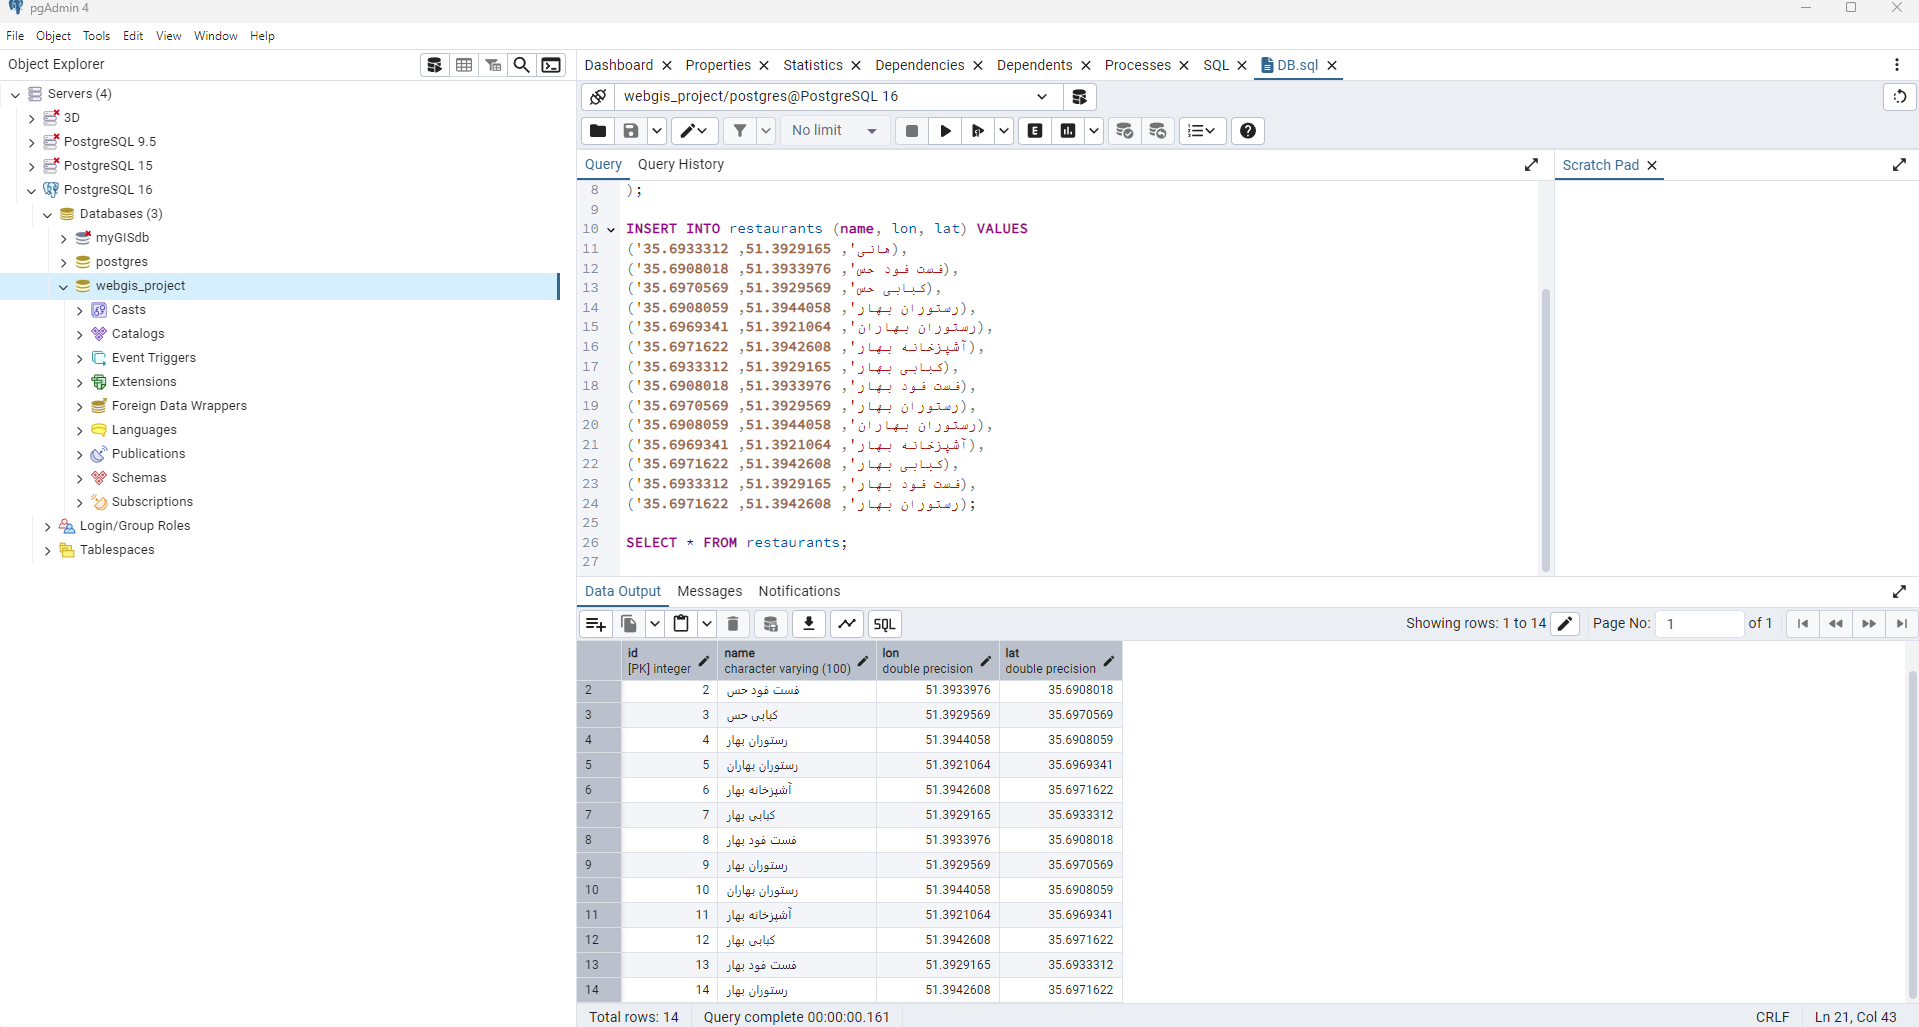 pgAdmin 4
File Object Tools Edit View Window Help
Object Explorer
Servers (4)
3D
PostgreSQL 9.5
PostgreSQL 15
PostgreSQL 16
Databases (3)
myGISdb
postgres
webgis_project
Casts
Catalogs
Event Triggers
Extensions
Foreign Data Wrappers
Languages
Publications
Schemas
Subscriptions
Login/Group Roles
Tablespaces
Dashboard Properties Statistics Dependencies Dependents Processes SQL DB.sql
webgis_project/postgres@PostgreSQL 16
No limit
Query Query History
Scratch Pad
8 );
9
10 INSERT INTO restaurants (name, lon, lat) VALUES
11 ('هانی', 51.3929165, 35.6933312),
12 ('فست فود حس', 51.3933976, 35.6908018),
13 ('کبابی حس', 51.3929569, 35.6970569),
14 ('رستوران بهار', 51.3944058, 35.6908059),
15 ('رستوران بهاران', 51.3921064, 35.6969341),
16 ('آشپزخانه بهار', 51.3942608, 35.6971622),
17 ('کبابی بهار', 51.3929165, 35.6933312),
18 ('فست فود بهار', 51.3933976, 35.6908018),
19 ('رستوران بهار', 51.3929569, 35.6970569),
20 ('رستوران بهاران', 51.3944058, 35.6908059),
21 ('آشپزخانه بهار', 51.3921064, 35.6969341),
22 ('کبابی بهار', 51.3942608, 35.6971622),
23 ('فست فود بهار', 51.3929165, 35.6933312),
24 ('رستوران بهار', 51.3942608, 35.6971622);
25
26 SELECT * FROM restaurants;
27
Data Output Messages Notifications
SQL Showing rows: 1 to 14 Page No: 1 of 1
id name lon lat
[PK] integer character varying (100) double precision double precision
2 2 فست فود حس 51.3933976 35.6908018
3 3 کبابی حس 51.3929569 35.6970569
4 4 رستوران بهار 51.3944058 35.6908059
5 5 رستوران بهاران 51.3921064 35.6969341
6 6 آشپزخانه بهار 51.3942608 35.6971622
7 7 کبابی بهار 51.3929165 35.6933312
8 8 فست فود بهار 51.3933976 35.6908018
9 9 رستوران بهار 51.3929569 35.6970569
10 10 رستوران بهاران 51.3944058 35.6908059
11 11 آشپزخانه بهار 51.3921064 35.6969341
12 12 کبابی بهار 51.3942608 35.6971622
13 13 فست فود بهار 51.3929165 35.6933312
14 14 رستوران بهار 51.3942608 35.6971622
Total rows: 14 Query complete 00:00:00.161 CRLF Ln 21, Col 43